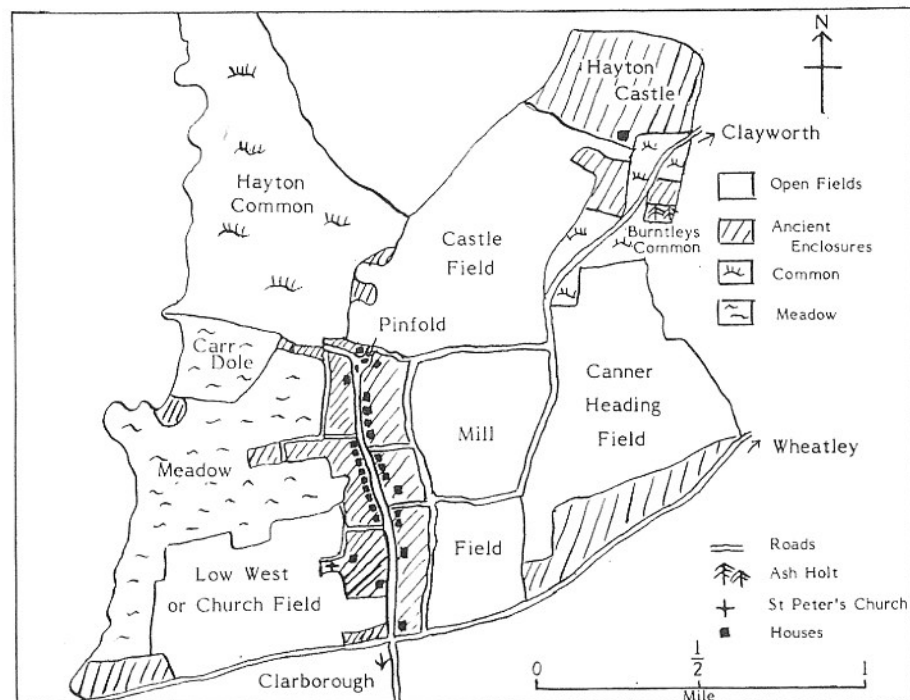 N
Hayton
Castle
Clayworth
Hayton
Common
Open Fields
Castle
Field
Burntleys
Common
Ancient
Enclosures
Common
Pinfold
Meadow
Carr
Dole
Canner
Heading
Field
Mill
Wheatley
Meadow
Field
Roads
Low West
or Church Field
Ash Holt
St Peter's Church
Houses
Clarborough
0
1/2
1
Mile